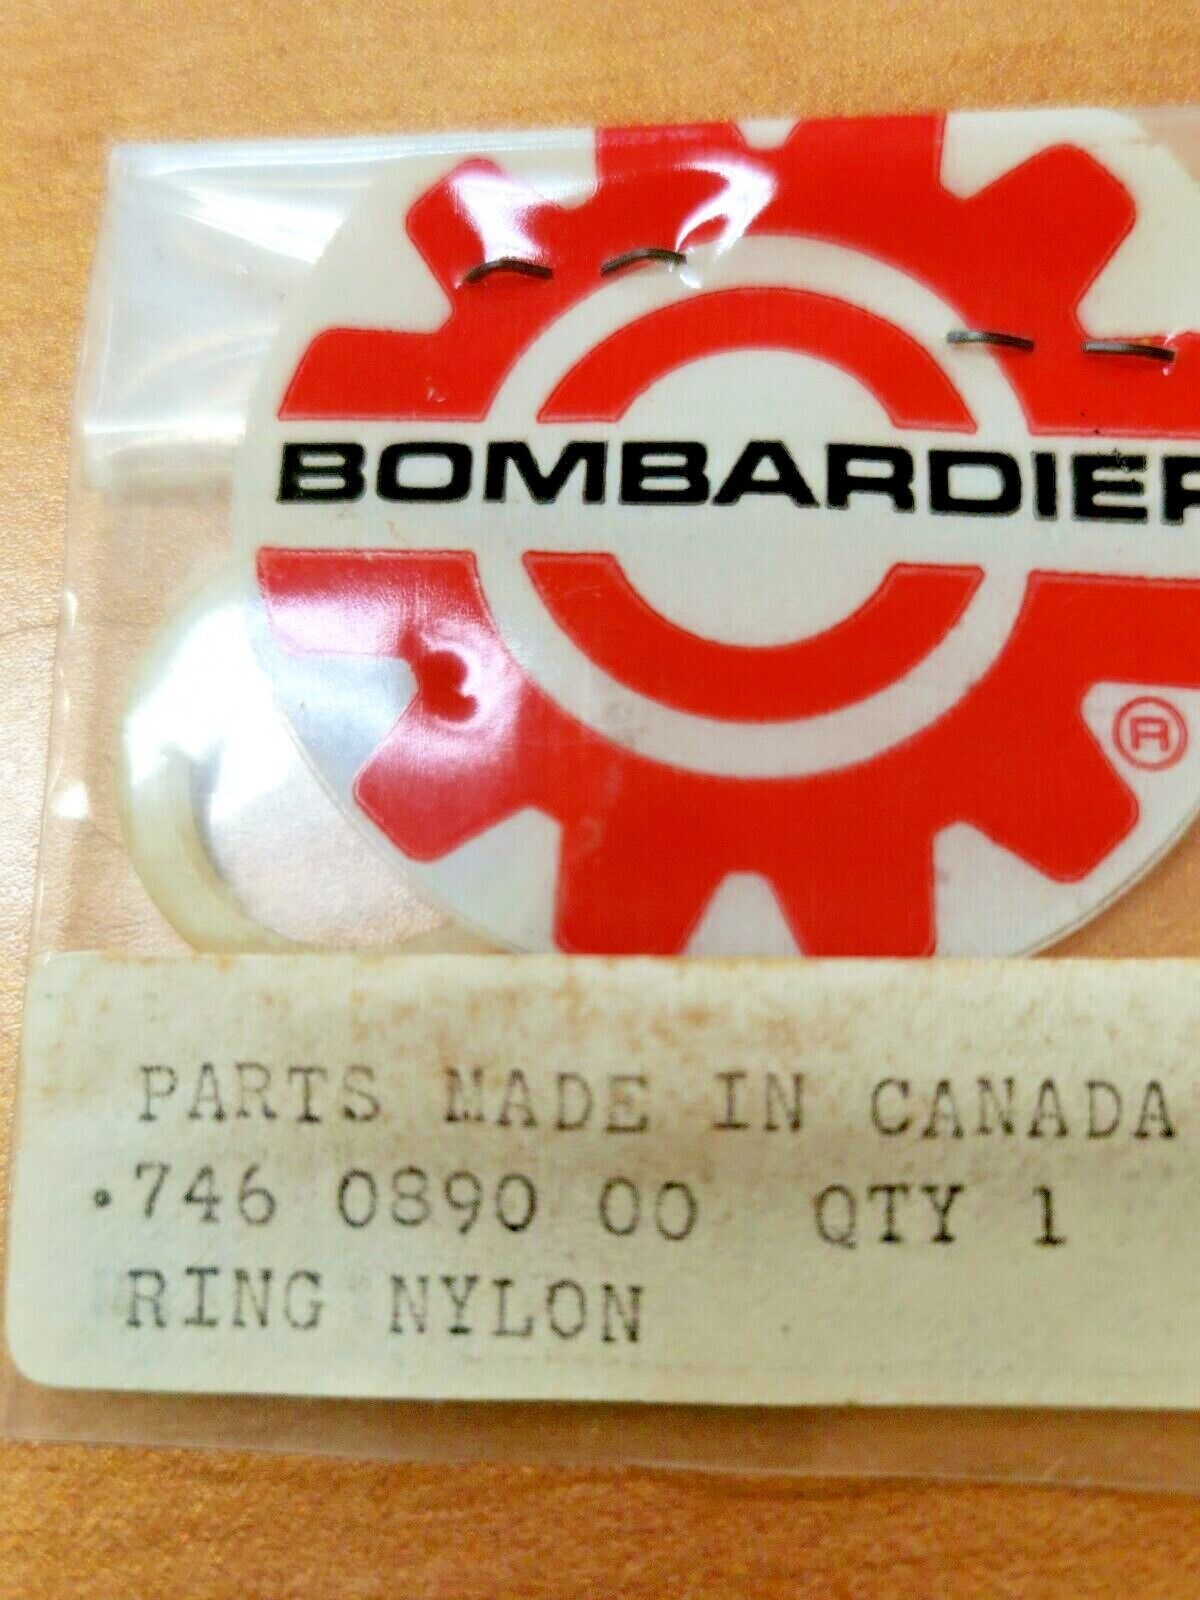 BOMBARDIER
®
PARTS MADE IN CANADA
.746 0890 00 QTY 1
RING NYLON